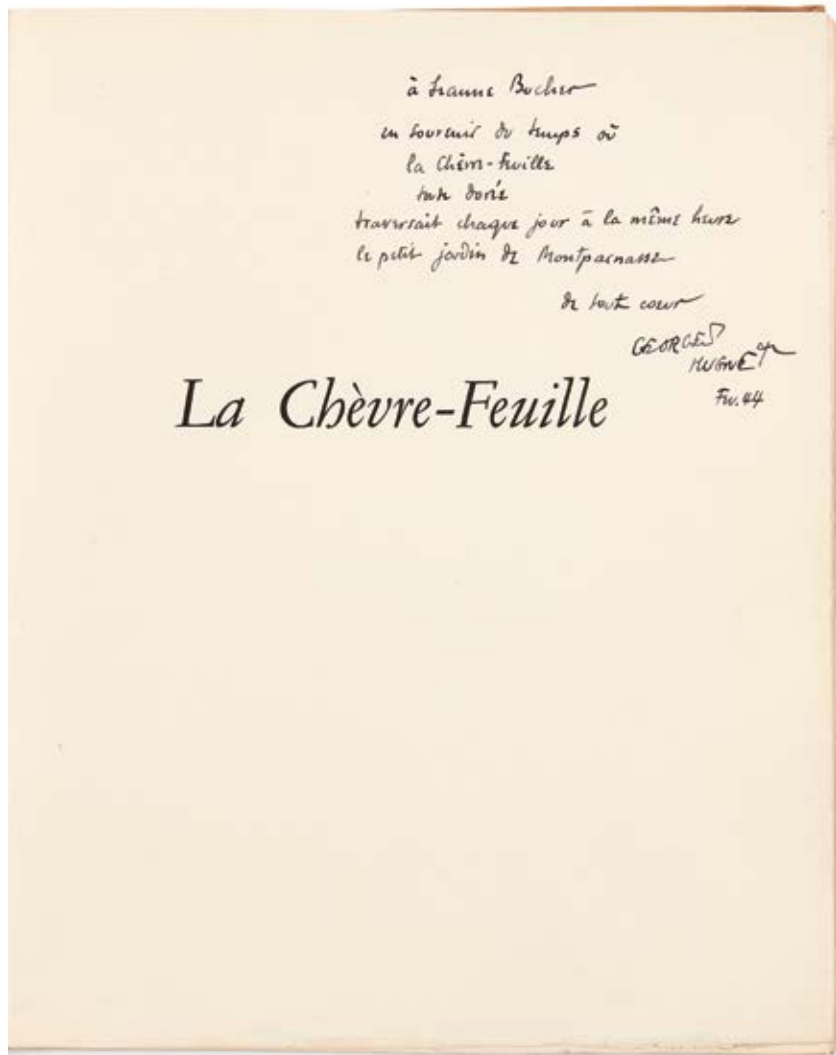 à Jeanne Bucher
en souvenir du temps où
la Chèvre-Feuille
toute dorée
traversait chaque jour à la même heure
le petit jardin de Montparnasse
de tout cœur
GEORGES
HUGNET
Fév. 44
La Chèvre-Feuille